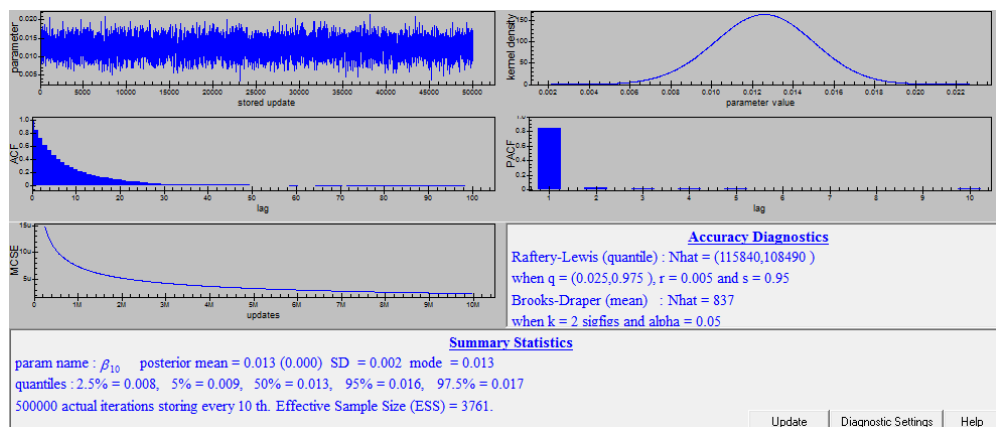 parameter
0.020
0.015
0.010
0.005
0 5000 10000 15000 20000 25000 30000 35000 40000 45000 50000
stored update
kernel density
150
100
50
0
0.002 0.004 0.006 0.008 0.010 0.012 0.014 0.016 0.018 0.020 0.022
parameter value
ACF
1.0
0.8
0.6
0.4
0.2
0
0 10 20 30 40 50 60 70 80 90 100
lag
PACF
1.0
0.8
0.6
0.4
0.2
0
1 2 3 4 5 6 7 8 9 10
lag
MCSE
15u
10u
5u
1M 2M 3M 4M 5M 6M 7M 8M 9M 10M
updates
Accuracy Diagnostics
Raftery-Lewis (quantile) : Nhat = (115840,108490 )
when q = (0.025,0.975 ), r = 0.005 and s = 0.95
Brooks-Draper (mean) : Nhat = 837
when k = 2 sigfigs and alpha = 0.05
Summary Statistics
param name : β10 posterior mean = 0.013 (0.000) SD = 0.002 mode = 0.013
quantiles : 2.5% = 0.008, 5% = 0.009, 50% = 0.013, 95% = 0.016, 97.5% = 0.017
500000 actual iterations storing every 10 th. Effective Sample Size (ESS) = 3761.
Update Diagnostic Settings Help